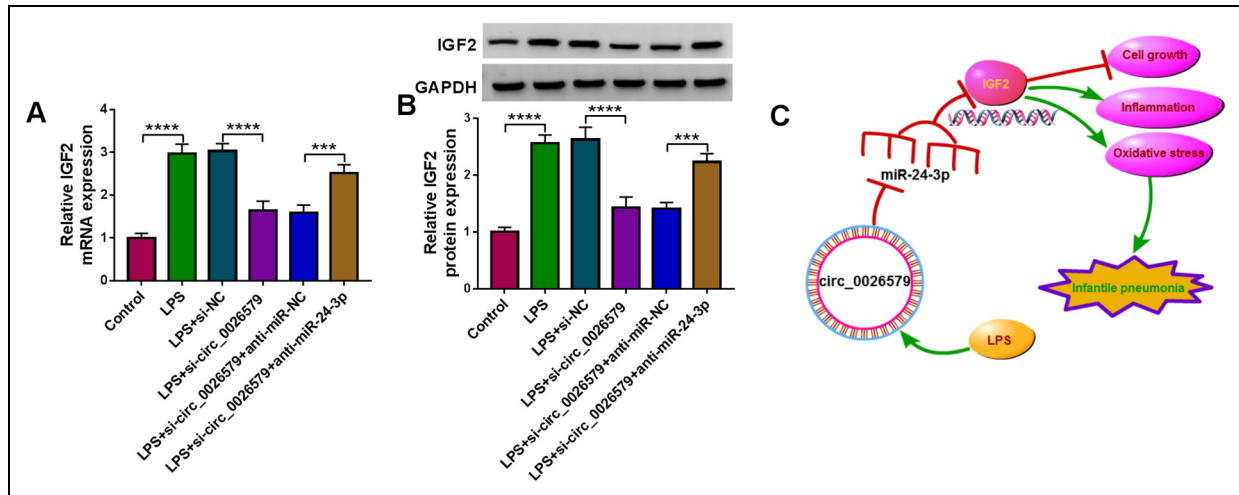 A
Relative IGF2
mRNA expression
4
3
2
1
0
****
****
***
Control
LPS
LPS+si-NC
LPS+si-circ_0026579
LPS+si-circ_0026579+anti-miR-NC
LPS+si-circ_0026579+anti-miR-24-3p
IGF2
GAPDH
B
Relative IGF2
protein expression
3
2
1
0
****
****
***
Control
LPS
LPS+si-NC
LPS+si-circ_0026579
LPS+si-circ_0026579+anti-miR-NC
LPS+si-circ_0026579+anti-miR-24-3p
C
Cell growth
IGF2
Inflammation
Oxidative stress
miR-24-3p
circ_0026579
Infantile pneumonia
LPS